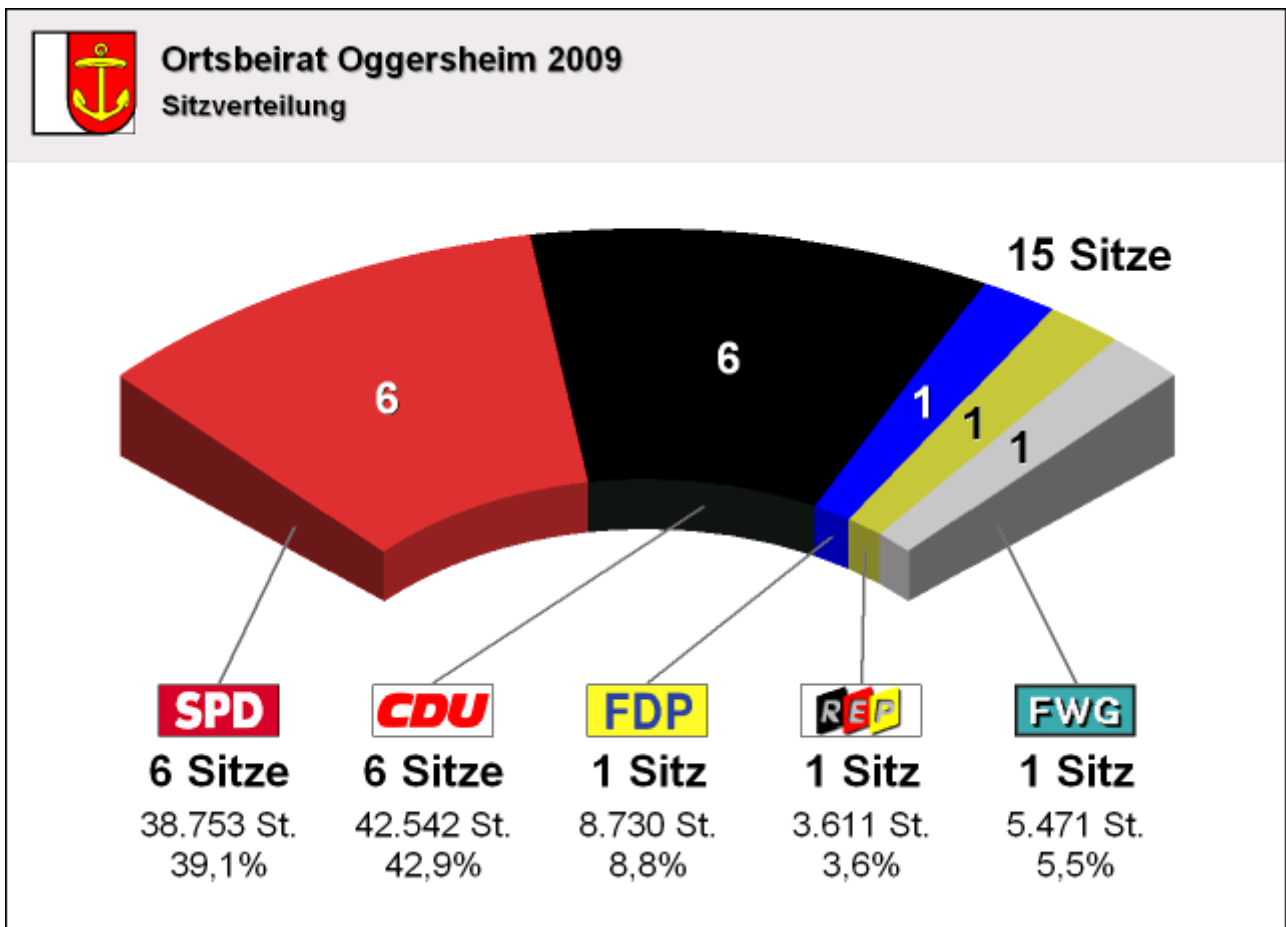 Ortsbeirat Oggersheim 2009
Sitzverteilung
15 Sitze
6
6
1
1
1
SPD
CDU
FDP
REP
FWG
6 Sitze
6 Sitze
1 Sitz
1 Sitz
1 Sitz
38.753 St.
42.542 St.
8.730 St.
3.611 St.
5.471 St.
39,1%
42,9%
8,8%
3,6%
5,5%